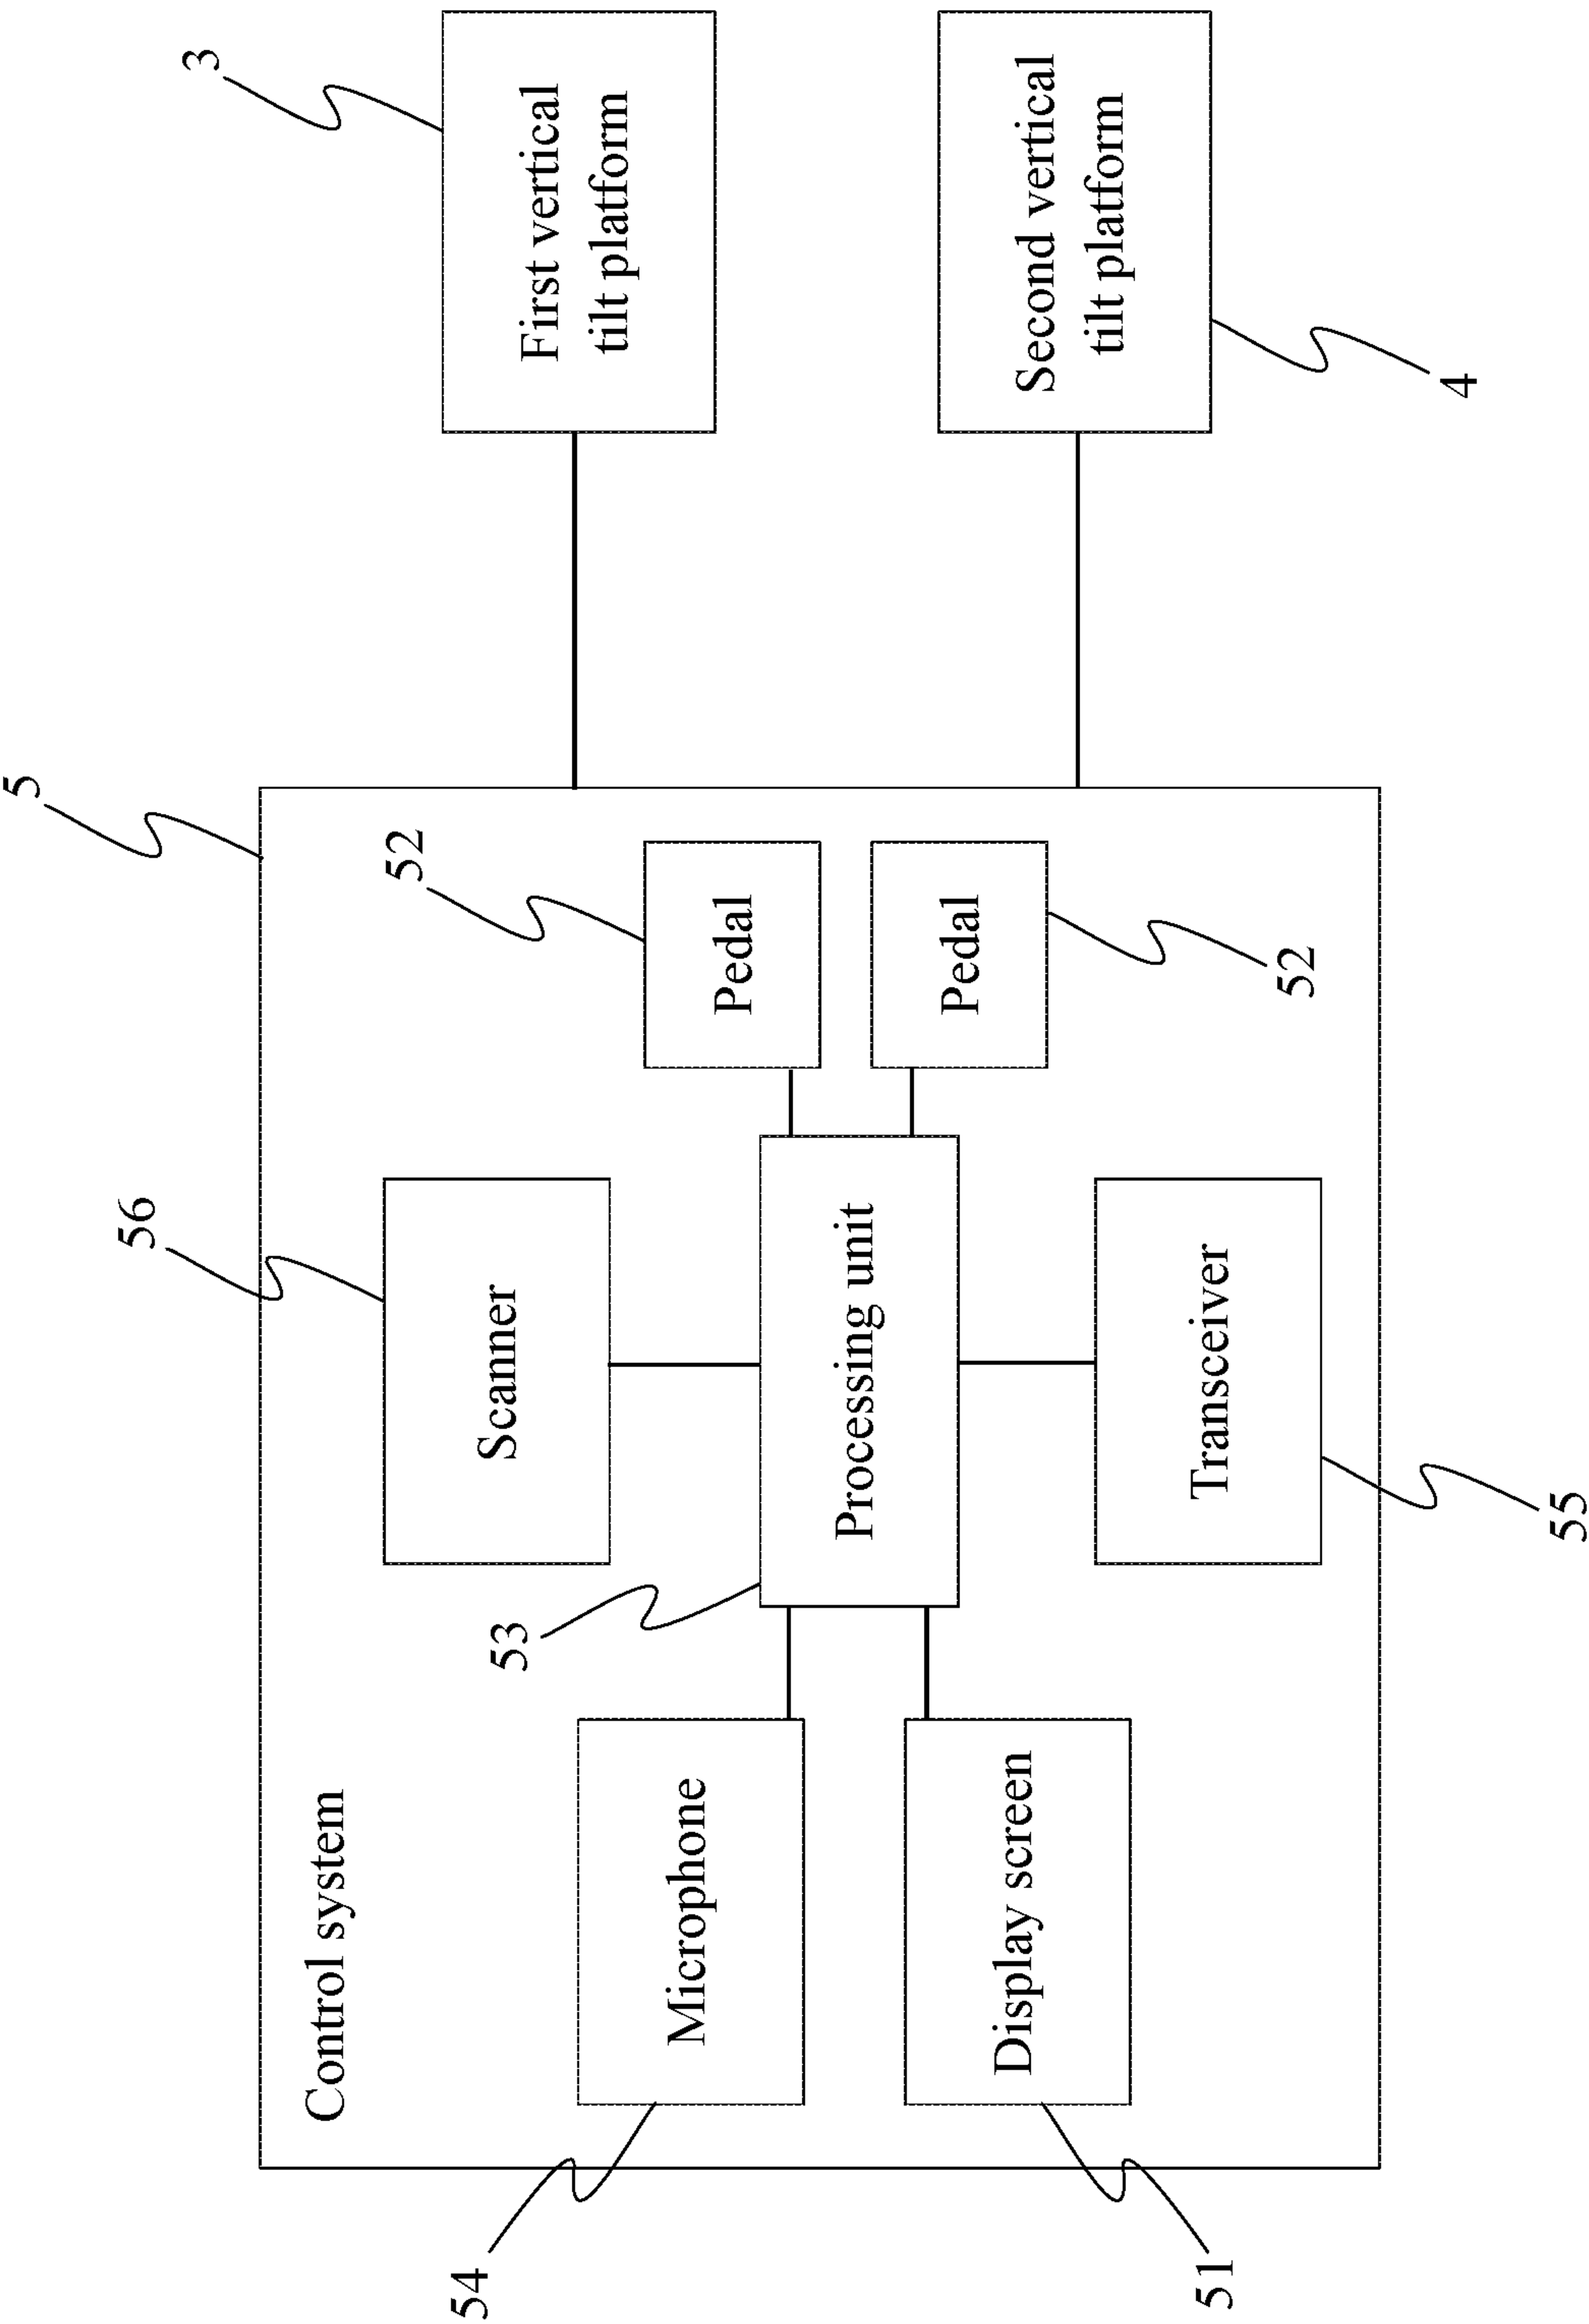 Control system
5
56
52
3
54
Microphone
53
Scanner
Pedal
First vertical
tilt platform
Processing unit
Display screen
Transceiver
Pedal
Second vertical
tilt platform
51
55
52
4